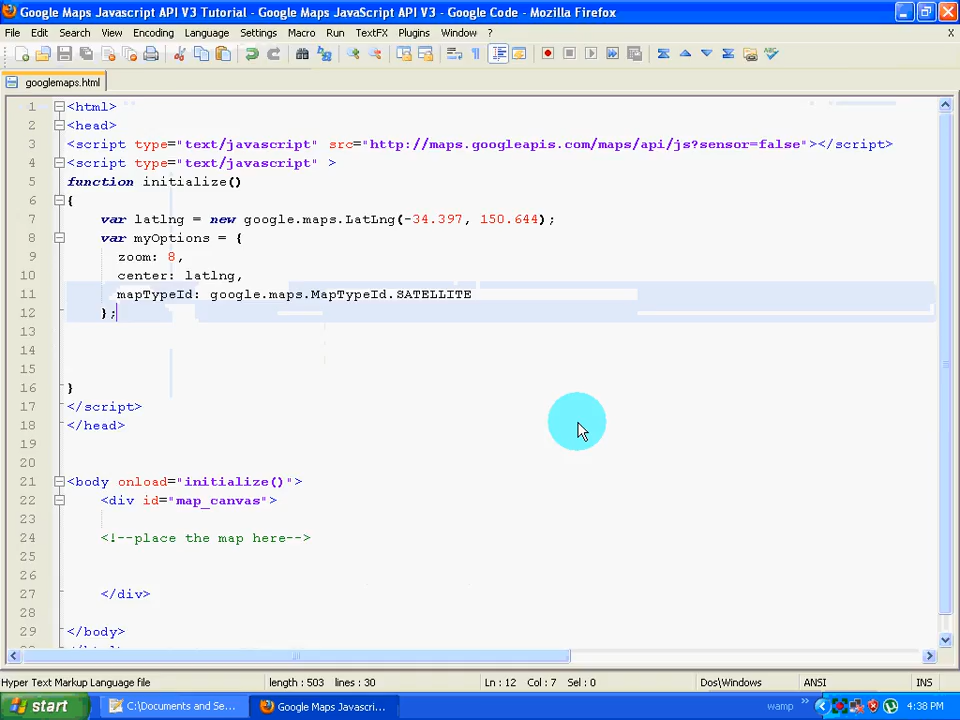 Google Maps Javascript API V3 Tutorial - Google Maps JavaScript API V3 - Google Code - Mozilla Firefox
File Edit Search View Encoding Language Settings Macro Run TextFX Plugins Window ? X
googlemaps.html
1 <html>
2 <head>
3 <script type="text/javascript" src="http://maps.googleapis.com/maps/api/js?sensor=false"></script>
4 <script type="text/javascript" >
5 function initialize()
6 {
7 var latlng = new google.maps.LatLng(-34.397, 150.644);
8 var myOptions = {
9 zoom: 8,
10 center: latlng,
11 mapTypeId: google.maps.MapTypeId.SATELLITE
12 };
13
14
15
16 }
17 </script>
18 </head>
19
20
21 <body onload="initialize()">
22 <div id="map_canvas">
23
24 <!--place the map here-->
25
26
27 </div>
28
29 </body>
Hyper Text Markup Language file length : 503 lines : 30 Ln : 12 Col : 7 Sel : 0 Dos\Windows ANSI INS
start C:\Documents and Se... Google Maps Javascri... wamp » 4:38 PM